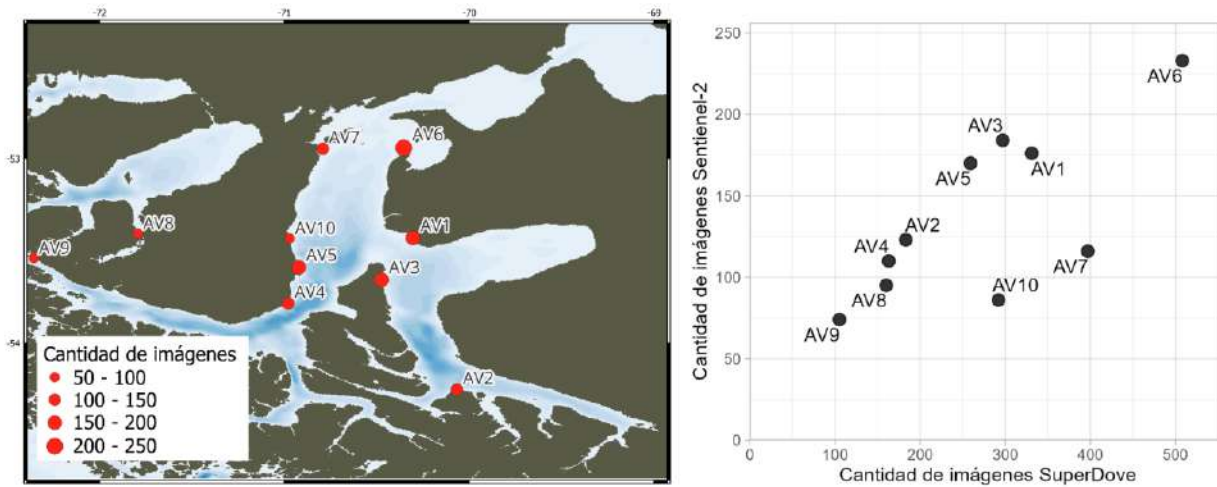 -72
-71
-70
-69
-53
-54
AV7
AV6
AV8
AV10
AV1
AV9
AV5
AV3
AV4
AV2
Cantidad de imágenes
50 - 100
100 - 150
150 - 200
200 - 250
Cantidad de imágenes Sentienel-2
250
200
150
100
50
0
AV6
AV3
AV1
AV5
AV2
AV4
AV7
AV8
AV10
AV9
0
100
200
300
400
500
Cantidad de imágenes SuperDove